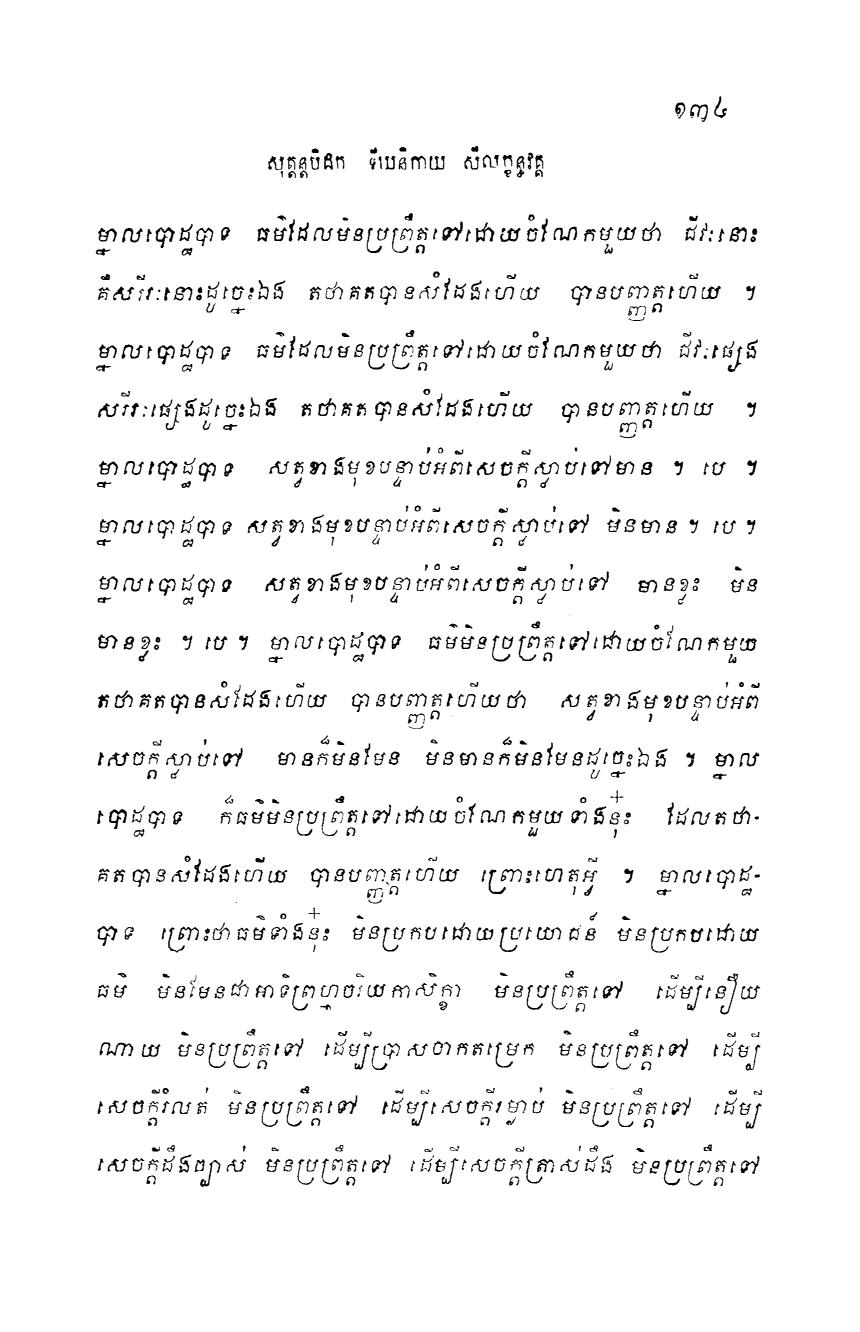 ១៣៤
សុត្តន្តបិដក ទីឃនិកាយ សីលក្ខន្ធវគ្គ
ម្នាលបោដ្ឋបាទ ធម៌ដែលមិនប្រព្រឹត្តទៅដោយចំណែកមួយថា ជីវៈនោះ
គឺសរីរៈនោះដូច្នេះឯង តថាគតបានសំដែងហើយ បានបញ្ញត្តហើយ ។
ម្នាលបោដ្ឋបាទ ធម៌ដែលមិនប្រព្រឹត្តទៅដោយចំណែកមួយថា ជីវៈផ្សេង
សរីរៈផ្សេងដូច្នេះឯង តថាគតបានសំដែងហើយ បានបញ្ញត្តហើយ ។
ម្នាលបោដ្ឋបាទ សត្វខាងមុខបន្ទាប់អំពីសេចក្តីស្លាប់ទៅមាន ។ បេ ។
ម្នាលបោដ្ឋបាទ សត្វខាងមុខបន្ទាប់អំពីសេចក្តីស្លាប់ទៅ មិនមាន ។ បេ ។
ម្នាលបោដ្ឋបាទ សត្វខាងមុខបន្ទាប់អំពីសេចក្តីស្លាប់ទៅ មានខ្លះ មិន
មានខ្លះ ។ បេ ។ ម្នាលបោដ្ឋបាទ ធម៌មិនប្រព្រឹត្តទៅដោយចំណែកមួយ
តថាគតបានសំដែងហើយ បានបញ្ញត្តហើយថា សត្វខាងមុខបន្ទាប់អំពី
សេចក្តីស្លាប់ទៅ មានក៏មិនមែន មិនមានក៏មិនមែនដូច្នេះឯង ។ ម្នាល
បោដ្ឋបាទ ក៏ធម៌មិនប្រព្រឹត្តទៅដោយចំណែកមួយទាំងនុ៎ះ ដែលតថា-
គតបានសំដែងហើយ បានបញ្ញត្តហើយ ព្រោះហេតុអ្វី ។ ម្នាលបោដ្ឋ-
បាទ ព្រោះថាធម៌ទាំងនុ៎ះ មិនប្រកបដោយប្រយោជន៍ មិនប្រកបដោយ
ធម៌ មិនមែនជាអាទិព្រហ្មចរិយកាសិក្ខា មិនប្រព្រឹត្តទៅ ដើម្បីនឿយ
ណាយ មិនប្រព្រឹត្តទៅ ដើម្បីប្រាសចាកតម្រេក មិនប្រព្រឹត្តទៅ ដើម្បី
សេចក្តីរំលត់ មិនប្រព្រឹត្តទៅ ដើម្បីសេចក្តីរម្ងាប់ មិនប្រព្រឹត្តទៅ ដើម្បី
សេចក្តីដឹងច្បាស់ មិនប្រព្រឹត្តទៅ ដើម្បីសេចក្តីត្រាស់ដឹង មិនប្រព្រឹត្តទៅ